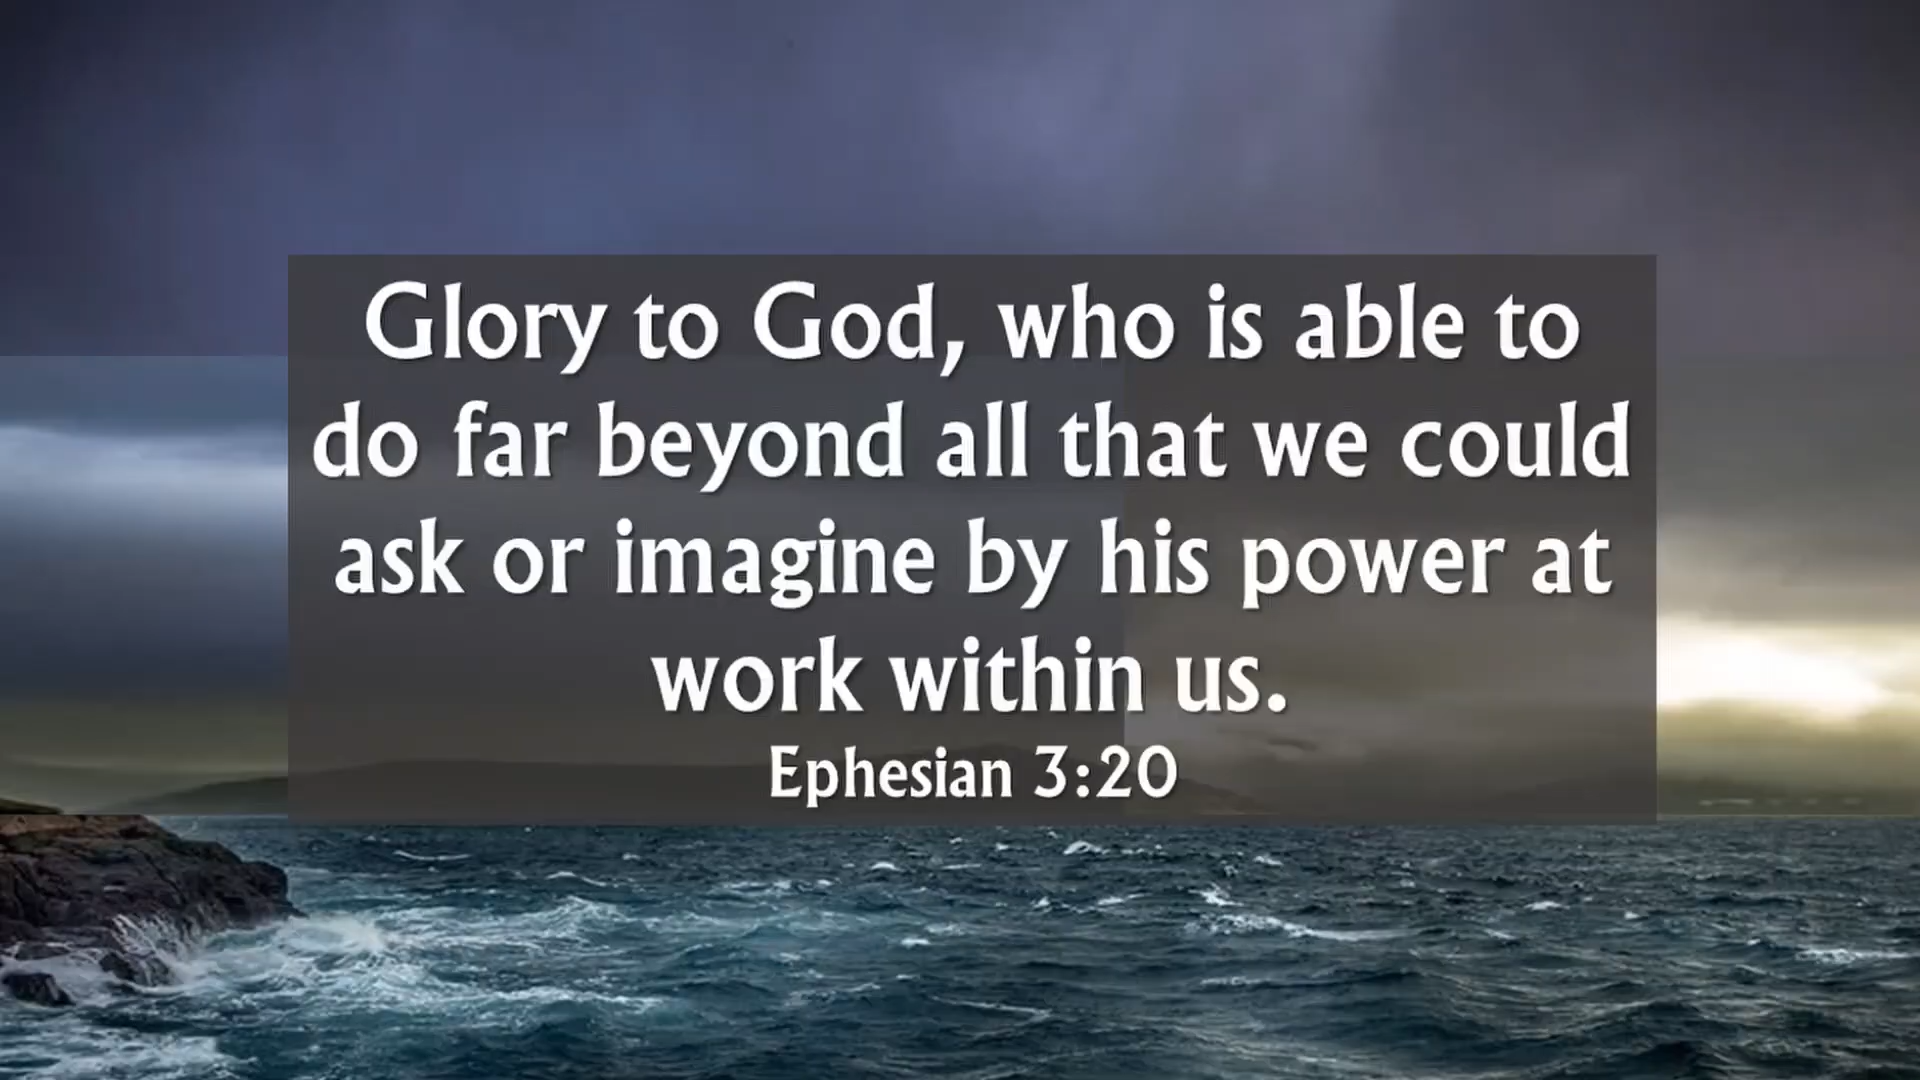 Glory to God, who is able to
do far beyond all that we could
ask or imagine by his power at
work within us.
Ephesian 3:20